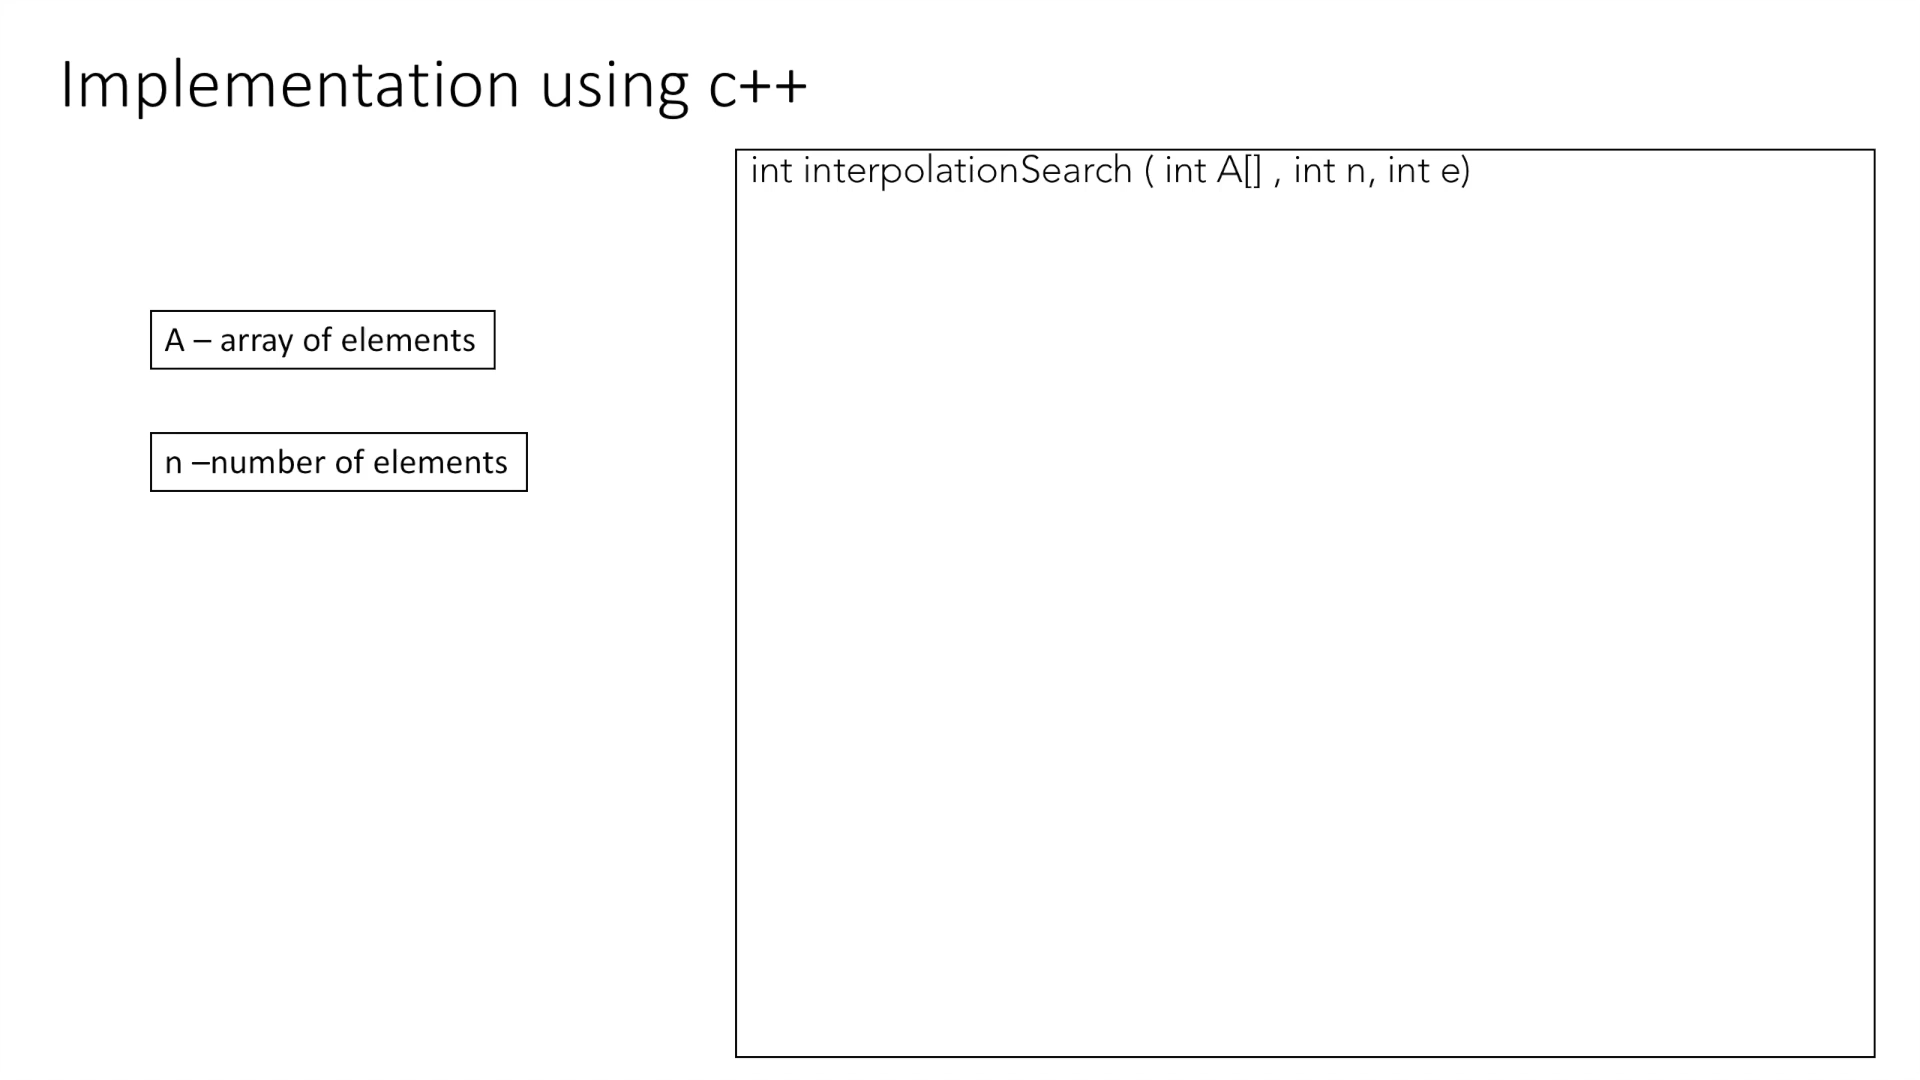 Implementation using c++
int interpolationSearch ( int A[] , int n, int e)
A – array of elements
n –number of elements